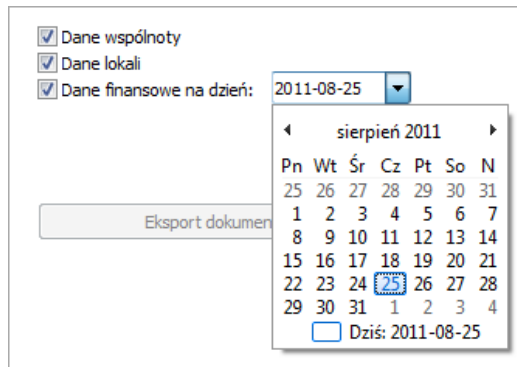 Dane wspólnoty
Dane lokali
Dane finansowe na dzień: 2011-08-25
sierpień 2011
Pn Wt Śr Cz Pt So N
25 26 27 28 29 30 31
1 2 3 4 5 6 7
8 9 10 11 12 13 14
Eksport dokumen
15 16 17 18 19 20 21
22 23 24 25 26 27 28
29 30 31 1 2 3 4
Dziś: 2011-08-25